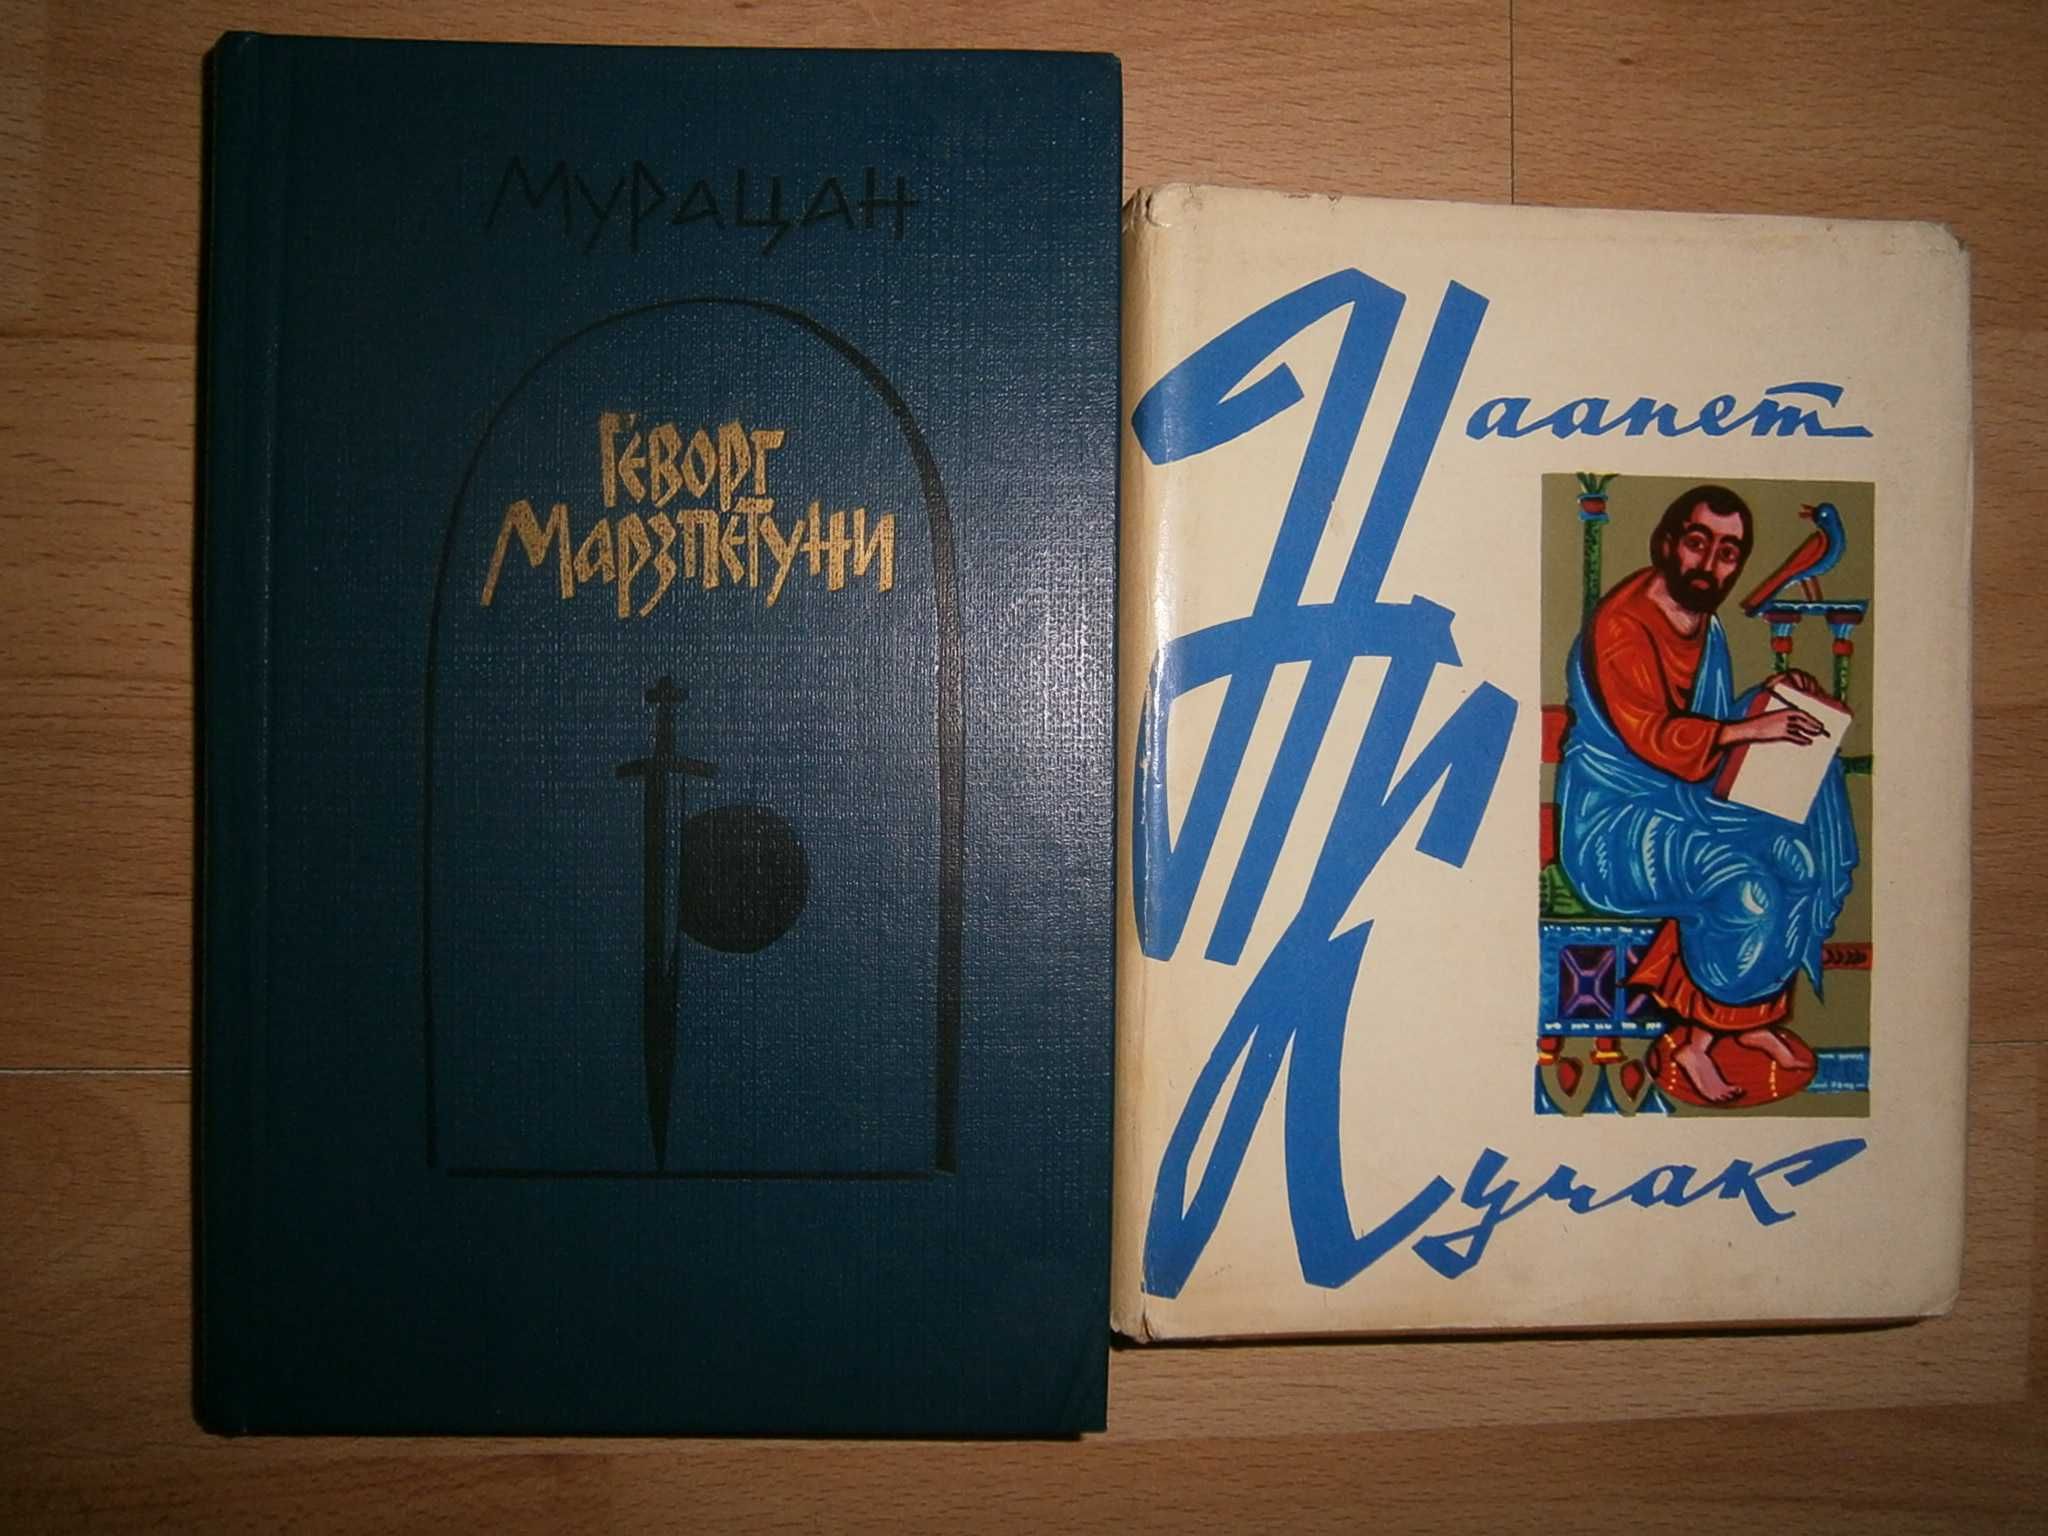 Мурацан
Геворг
Марзпетуни
Наапет
Кучак